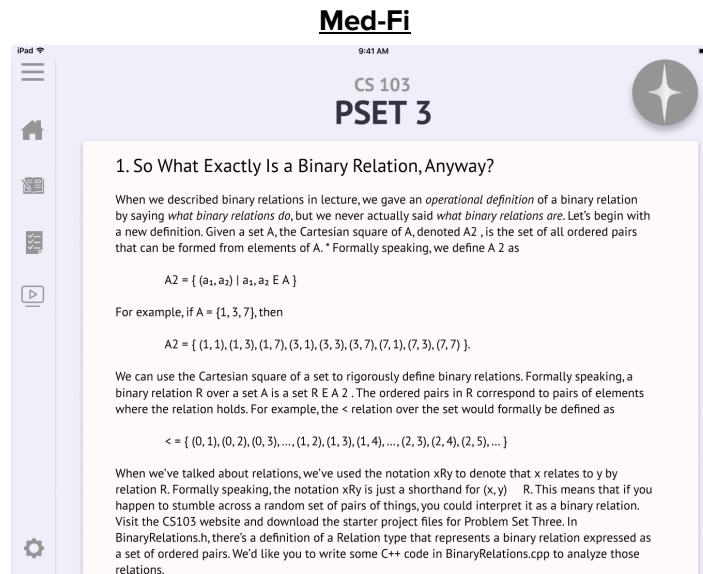 Med-Fi
iPad 9:41 AM
CS 103
PSET 3
1. So What Exactly Is a Binary Relation, Anyway?
When we described binary relations in lecture, we gave an operational definition of a binary relation
by saying what binary relations do, but we never actually said what binary relations are. Let's begin with
a new definition. Given a set A, the Cartesian square of A, denoted A2 , is the set of all ordered pairs
that can be formed from elements of A. * Formally speaking, we define A 2 as
A2 = { (a₁, a₂) | a₁, a₂ E A }
For example, if A = {1, 3, 7}, then
A2 = { (1, 1), (1, 3), (1, 7), (3, 1), (3, 3), (3, 7), (7, 1), (7, 3), (7, 7) }.
We can use the Cartesian square of a set to rigorously define binary relations. Formally speaking, a
binary relation R over a set A is a set R E A 2 . The ordered pairs in R correspond to pairs of elements
where the relation holds. For example, the < relation over the set would formally be defined as
< = { (0, 1), (0, 2), (0, 3), ..., (1, 2), (1, 3), (1, 4), ..., (2, 3), (2, 4), (2, 5), ... }
When we've talked about relations, we've used the notation xRy to denote that x relates to y by
relation R. Formally speaking, the notation xRy is just a shorthand for (x, y) R. This means that if you
happen to stumble across a random set of pairs of things, you could interpret it as a binary relation.
Visit the CS103 website and download the starter project files for Problem Set Three. In
BinaryRelations.h, there's a definition of a Relation type that represents a binary relation expressed as
a set of ordered pairs. We'd like you to write some C++ code in BinaryRelations.cpp to analyze those
relations.